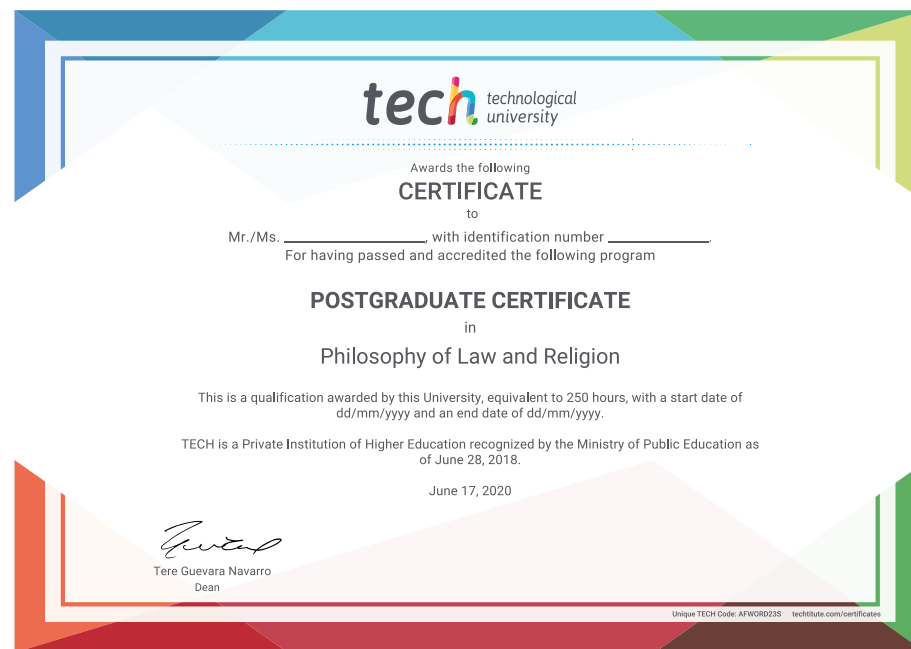 tech technological
university
Awards the following
CERTIFICATE
to
Mr./Ms. ____________________, with identification number ______________.
For having passed and accredited the following program
POSTGRADUATE CERTIFICATE
in
Philosophy of Law and Religion
This is a qualification awarded by this University, equivalent to 250 hours, with a start date of
dd/mm/yyyy and an end date of dd/mm/yyyy.
TECH is a Private Institution of Higher Education recognized by the Ministry of Public Education as
of June 28, 2018.
June 17, 2020
Tere Guevara Navarro
Dean
Unique TECH Code: AFWORD23S techtitute.com/certificates